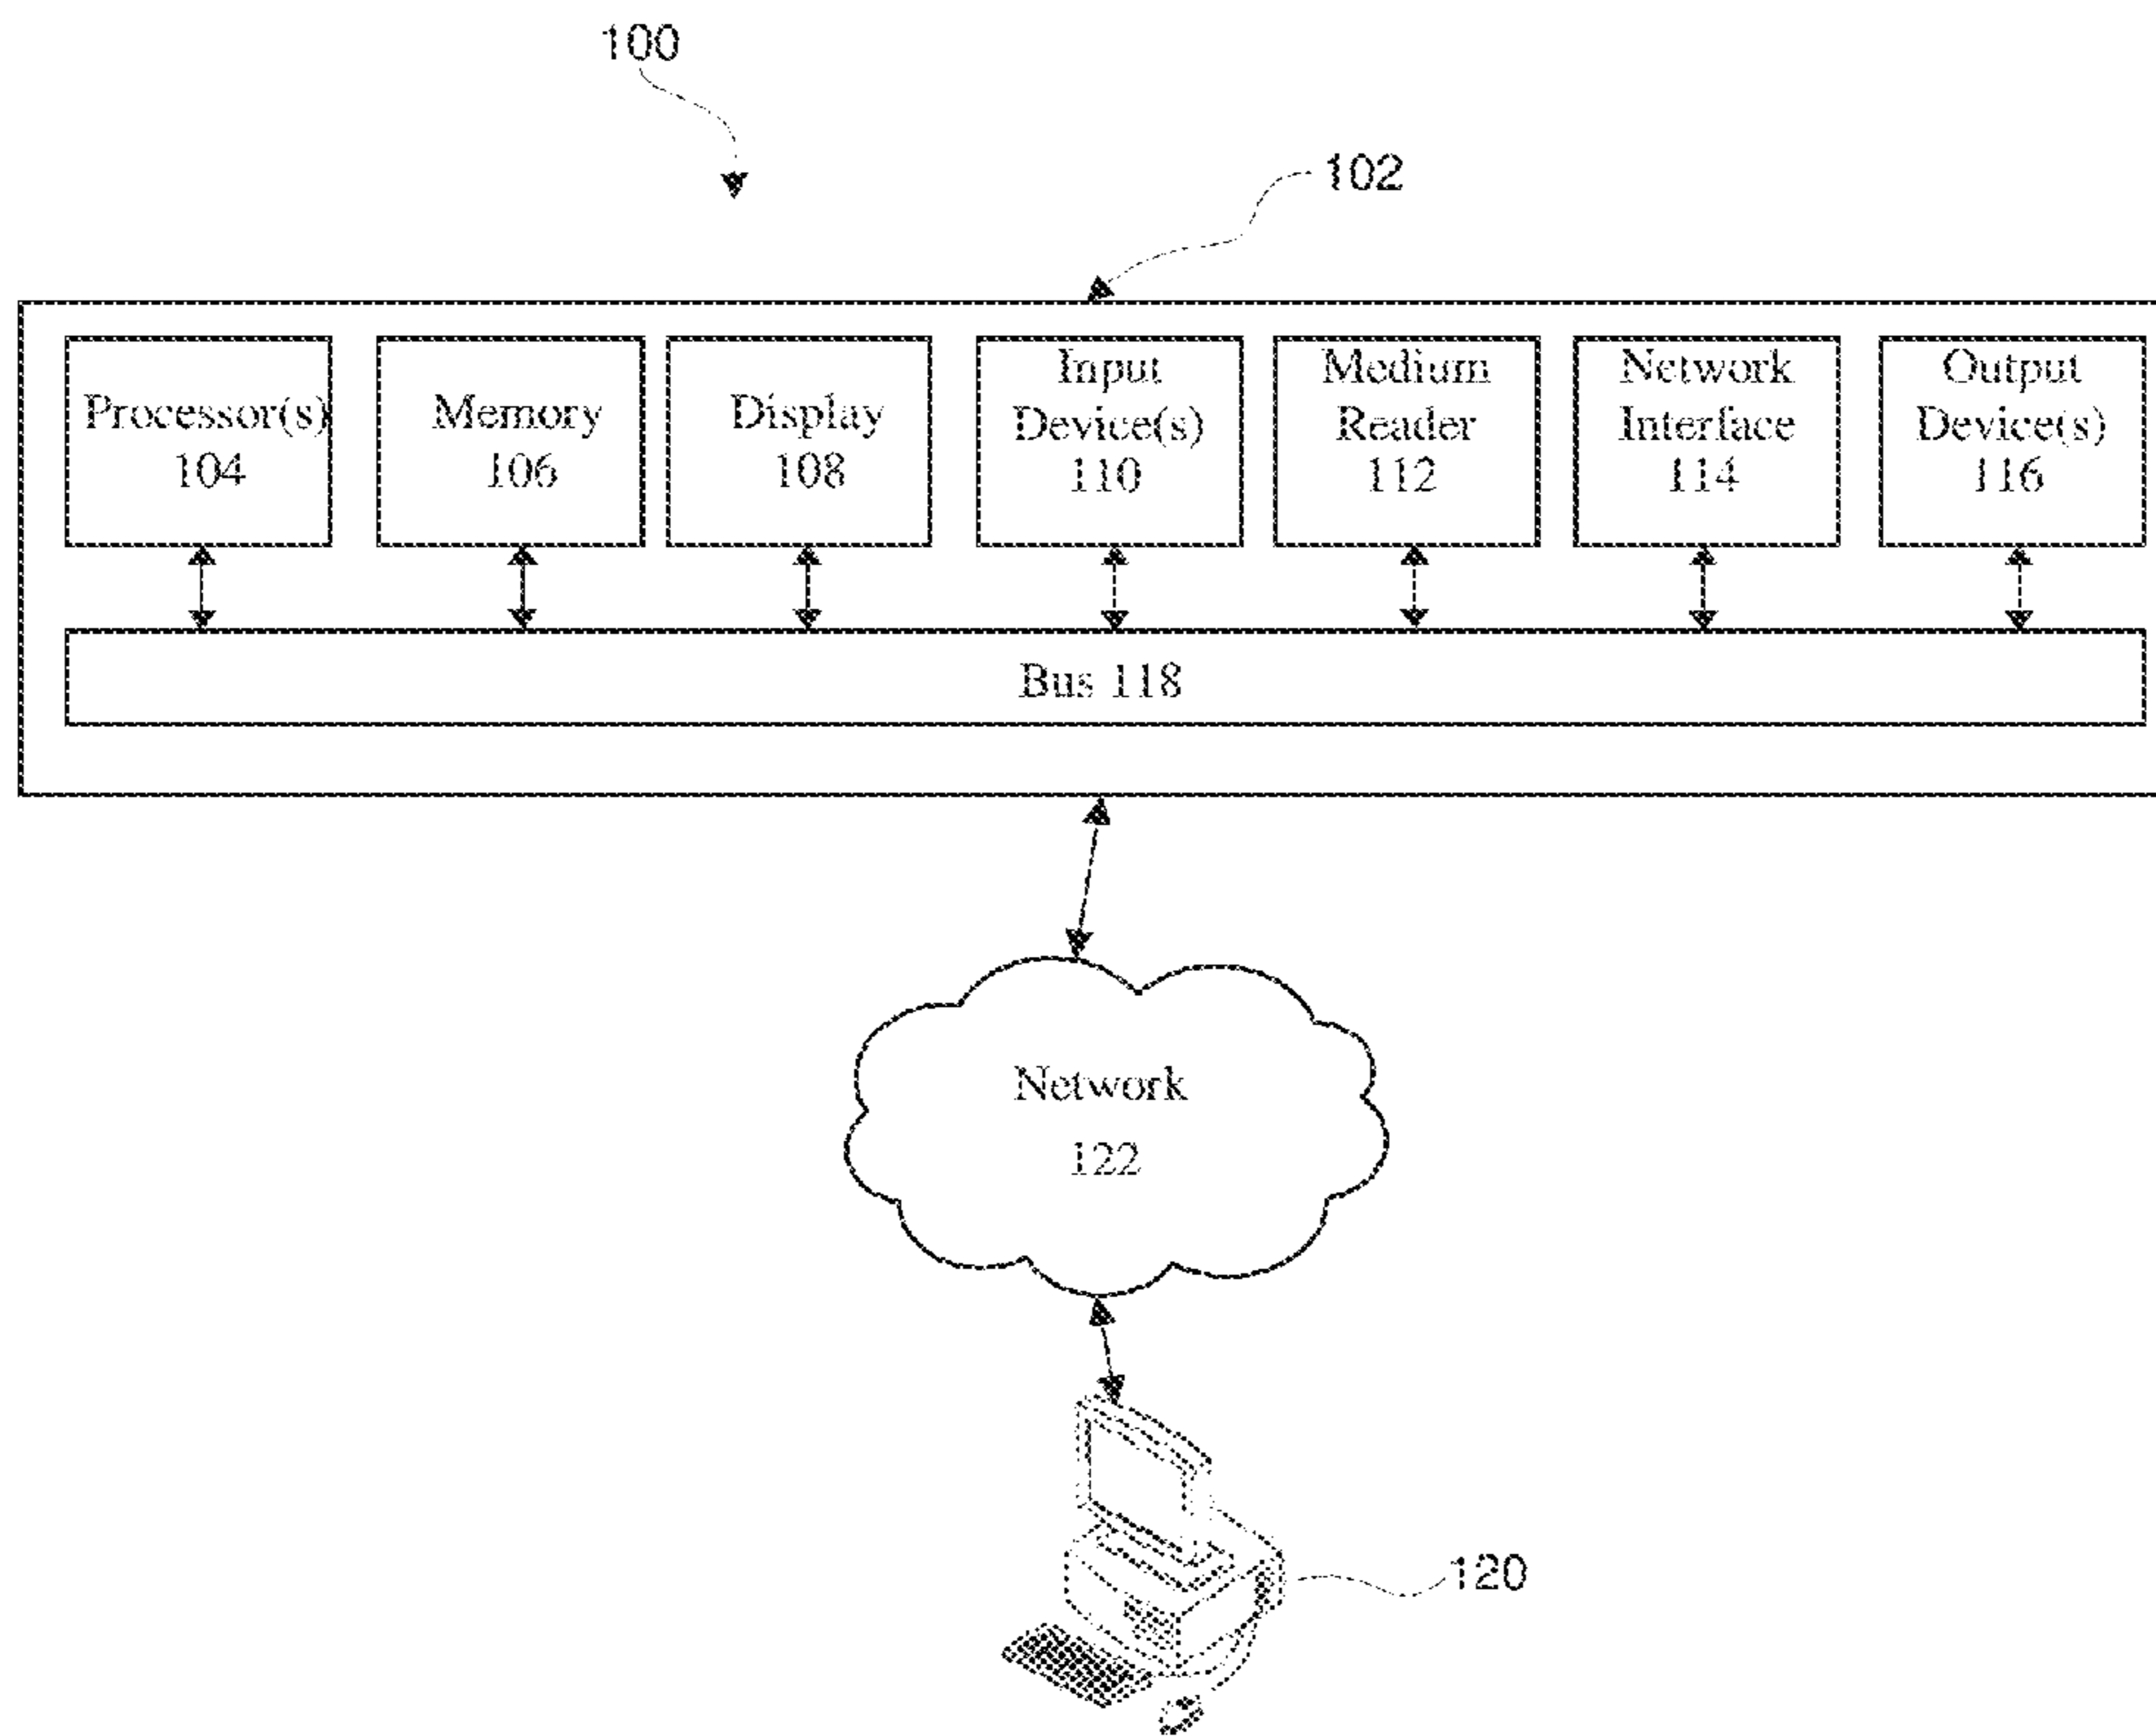 100
102
Processor(s)
104
Memory
106
Display
108
Input
Device(s)
110
Medium
Reader
112
Network
Interface
114
Output
Device(s)
116
Bus 118
Network
122
120